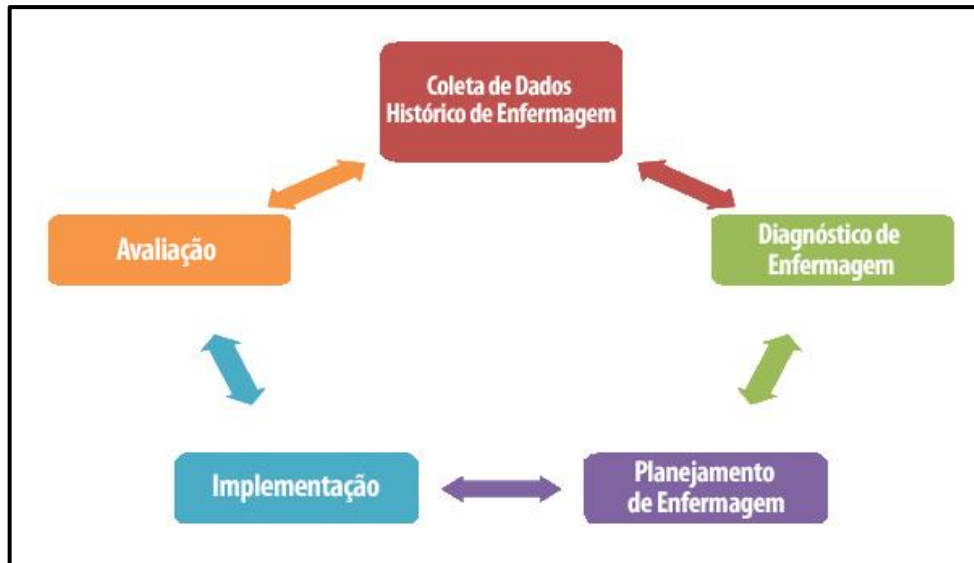 Coleta de Dados
Histórico de Enfermagem
Avaliação
Diagnóstico de
Enfermagem
Implementação
Planejamento
de Enfermagem